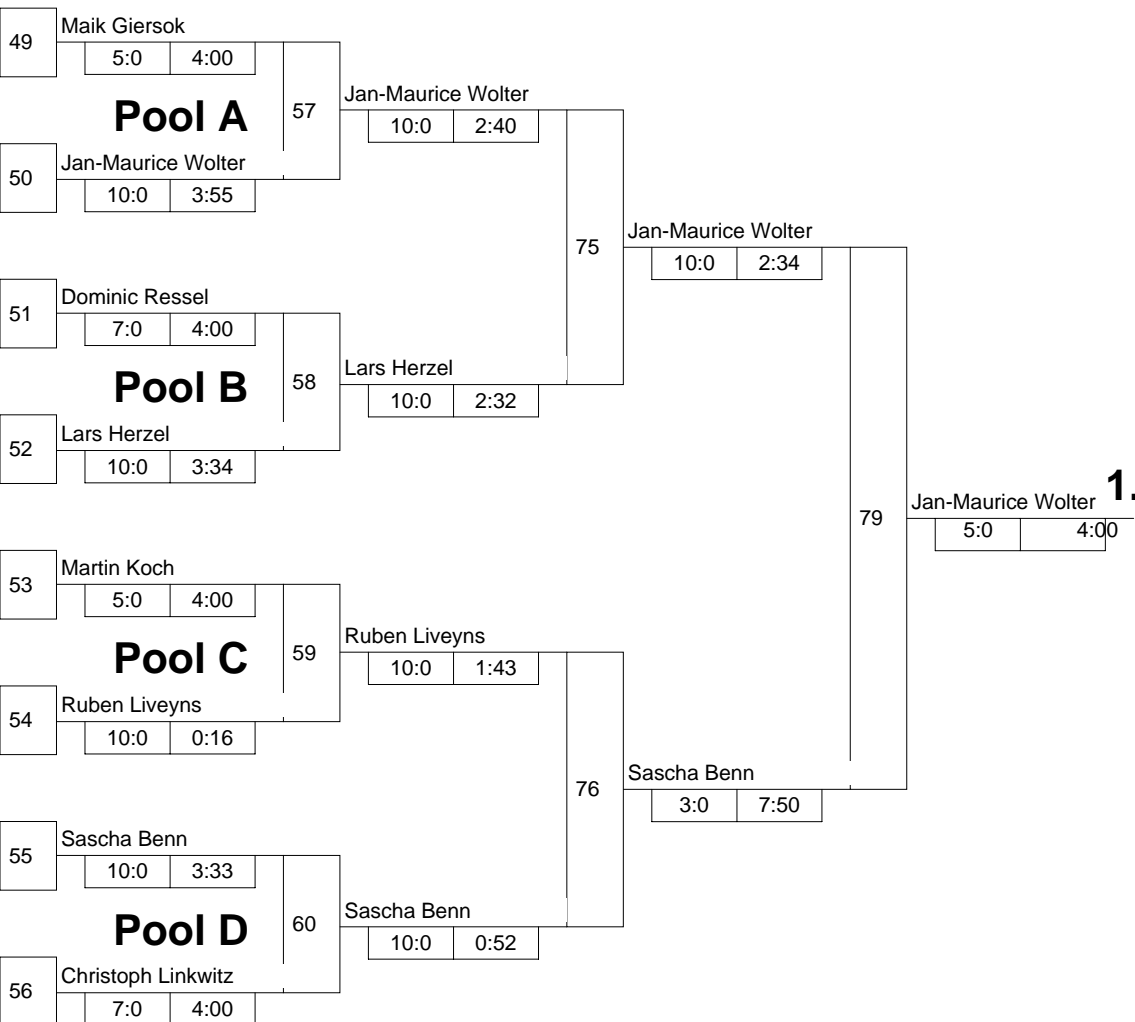 49 Maik Giersok
5:0 4:00
Pool A 57 Jan-Maurice Wolter
10:0 2:40
50 Jan-Maurice Wolter
10:0 3:55
75 Jan-Maurice Wolter
10:0 2:34
51 Dominic Ressel
7:0 4:00
Pool B 58 Lars Herzel
10:0 2:32
52 Lars Herzel
10:0 3:34
79 Jan-Maurice Wolter 1.
5:0 4:00
53 Martin Koch
5:0 4:00
Pool C 59 Ruben Liveyns
10:0 1:43
54 Ruben Liveyns
10:0 0:16
76 Sascha Benn
3:0 7:50
55 Sascha Benn
10:0 3:33
Pool D 60 Sascha Benn
10:0 0:52
56 Christoph Linkwitz
7:0 4:00